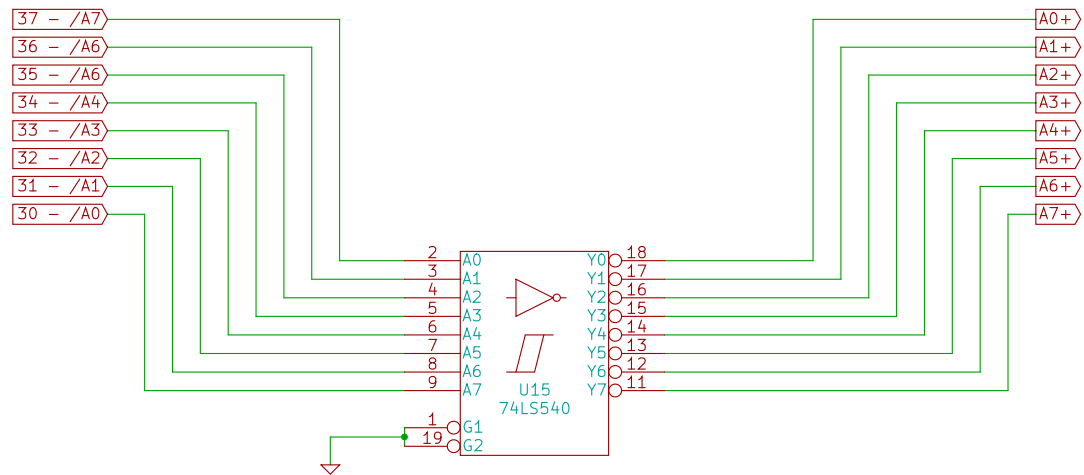 37 - /A7
36 - /A6
35 - /A6
34 - /A4
33 - /A3
32 - /A2
31 - /A1
30 - /A0
A0+
A1+
A2+
A3+
A4+
A5+
A6+
A7+
2 A0 Y0 18
3 A1 Y1 17
4 A2 Y2 16
5 A3 Y3 15
6 A4 Y4 14
7 A5 Y5 13
8 A6 Y6 12
9 A7 Y7 11
U15
74LS540
1 G1
19 G2